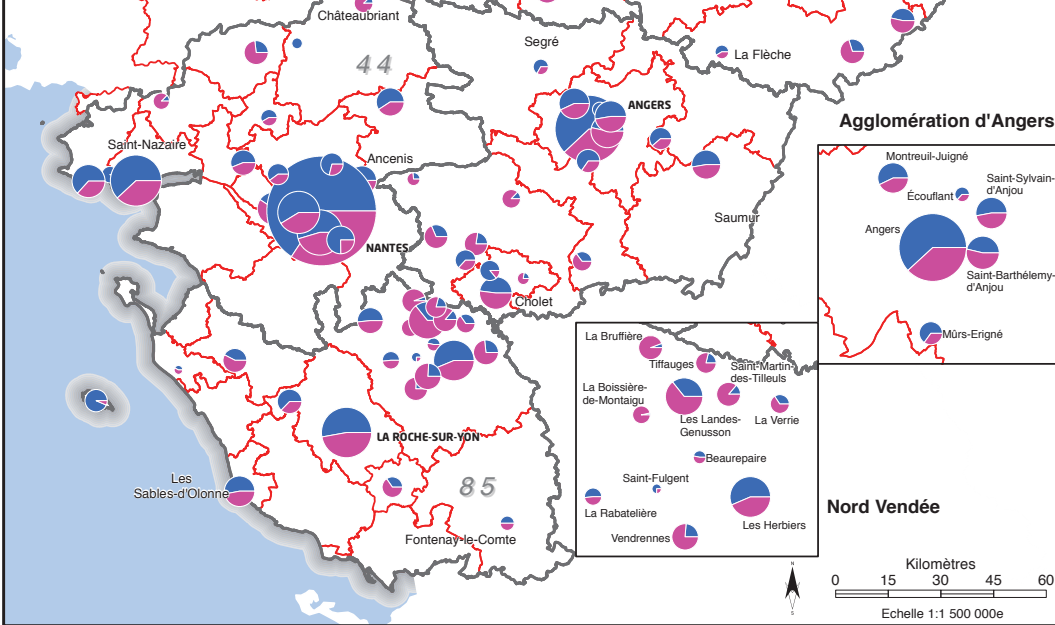 Châteaubriant
44
Segré
La Flèche
ANGERS
Saint-Nazaire
Ancenis
Saumur
NANTES
Cholet
LA ROCHE-SUR-YON
Les
Sables-d'Olonne
85
Fontenay-le-Comte
Agglomération d'Angers
Montreuil-Juigné
Saint-Sylvain-
d'Anjou
Écouflant
Angers
Saint-Barthélemy-
d'Anjou
Mûrs-Erigné
La Bruffière
Tiffauges
Saint-Martin-
des-Tilleuls
La Boissière-
de-Montaigu
Les Landes-
Genusson
La Verrie
Beaurepaire
Saint-Fulgent
La Rabatelière
Les Herbiers
Vendrennes
Nord Vendée
N
S
Kilomètres
0 15 30 45 60
Echelle 1:1 500 000e